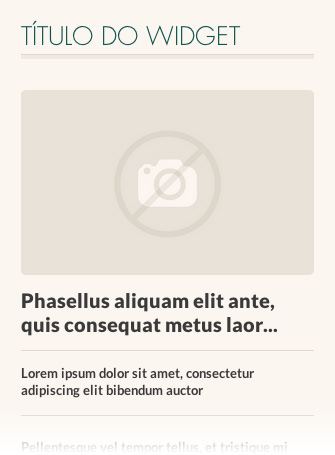 TÍTULO DO WIDGET
Phasellus aliquam elit ante,
quis consequat metus laor...
Lorem ipsum dolor sit amet, consectetur
adipiscing elit bibendum auctor
Pellentesque vel tempor tellus, et tristique mi